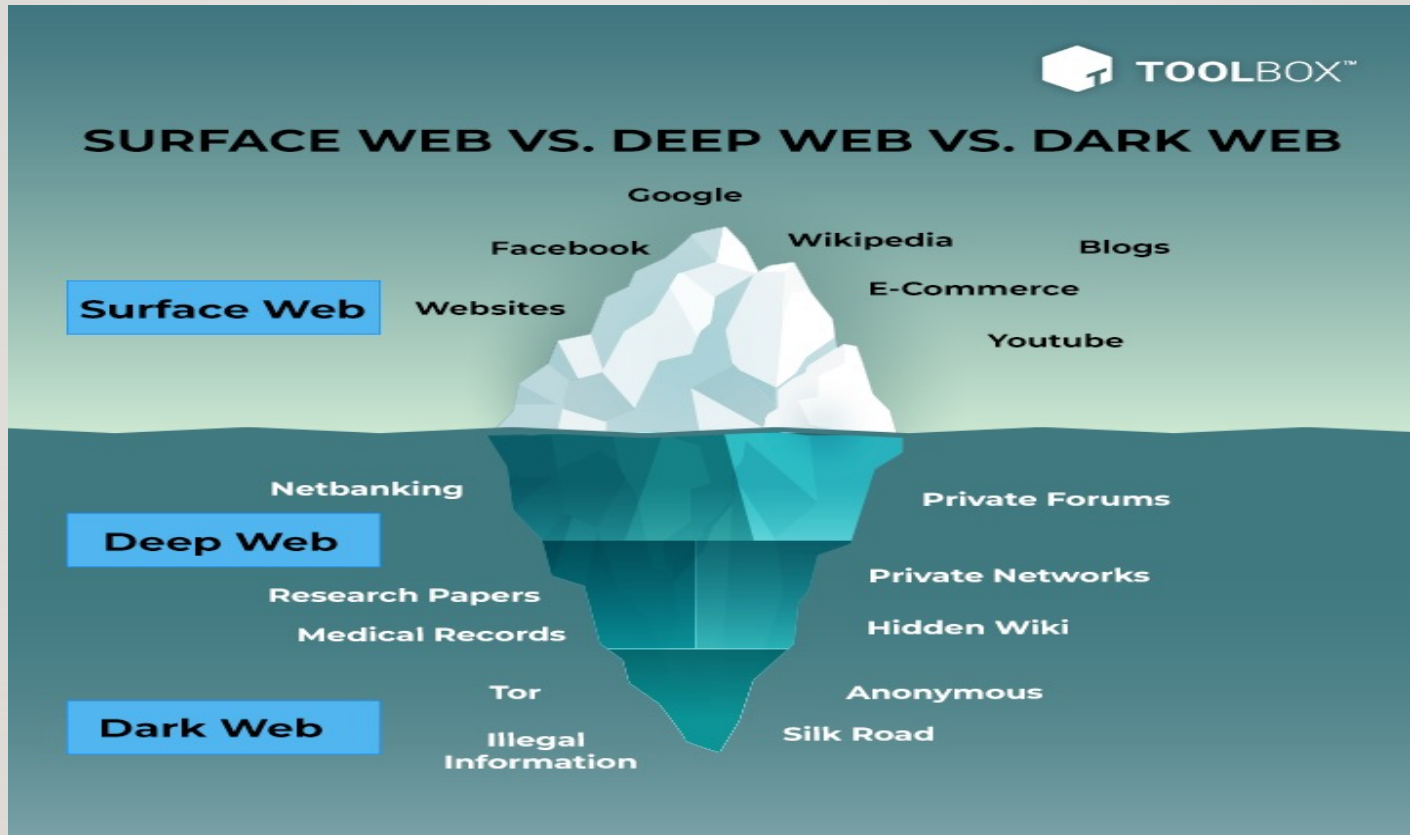 TOOLBOX™
SURFACE WEB VS. DEEP WEB VS. DARK WEB
Google
Facebook
Wikipedia
Blogs
E-Commerce
Surface Web
Websites
Youtube
Netbanking
Private Forums
Deep Web
Private Networks
Research Papers
Medical Records
Hidden Wiki
Tor
Anonymous
Dark Web
Illegal
Information
Silk Road